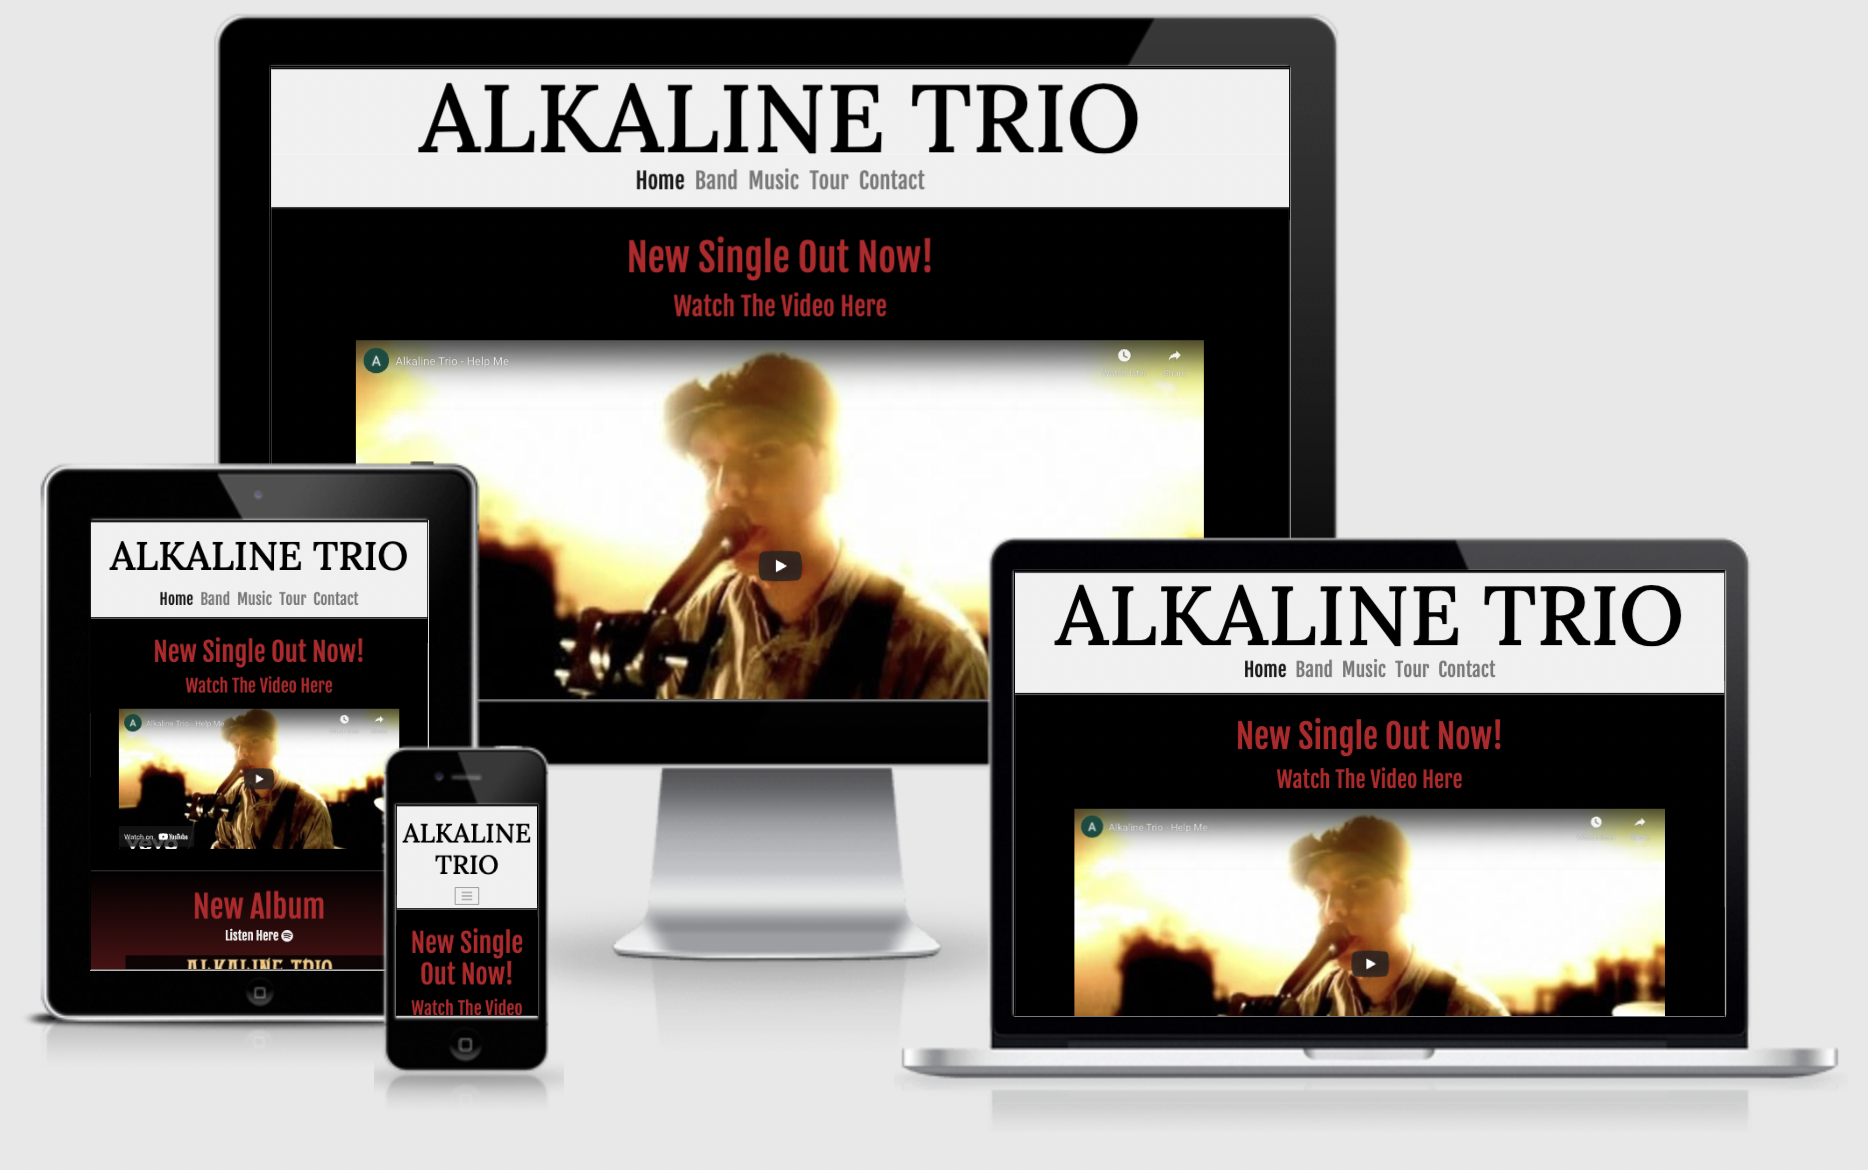 ALKALINE TRIO
Home Band Music Tour Contact
New Single Out Now!
Watch The Video Here
A Alkaline Trio - Help Me
ALKALINE TRIO
Home Band Music Tour Contact
New Single Out Now!
Watch The Video Here
A Alkaline Trio - Help Me
Watch on YouTube
vevo
New Album
Listen Here
ALKALINE TRIO
ALKALINE
TRIO
New Single
Out Now!
Watch The Video
ALKALINE TRIO
Home Band Music Tour Contact
New Single Out Now!
Watch The Video Here
A Alkaline Trio - Help Me